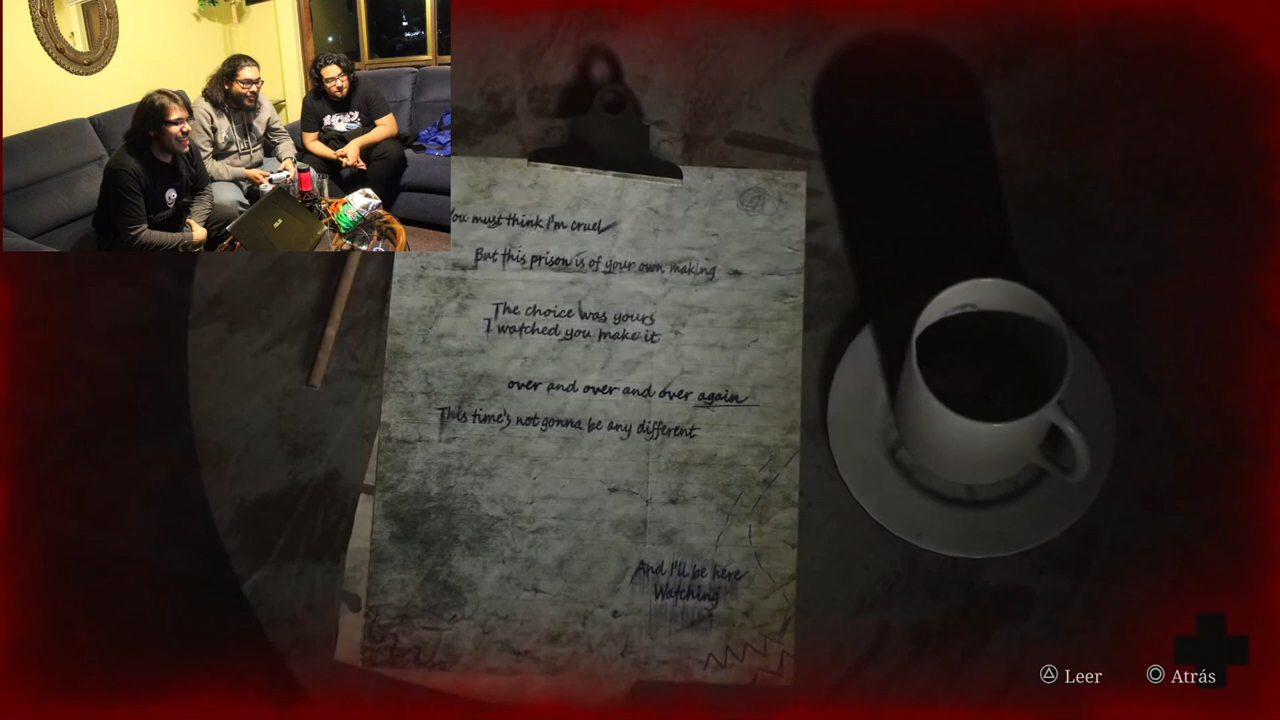 You must think I'm cruel
But this prison is of your own making
The choice was yours
I watched you make it
over and over and over again
This time's not gonna be any different
And I'll be here
Watching
Leer
Atrás